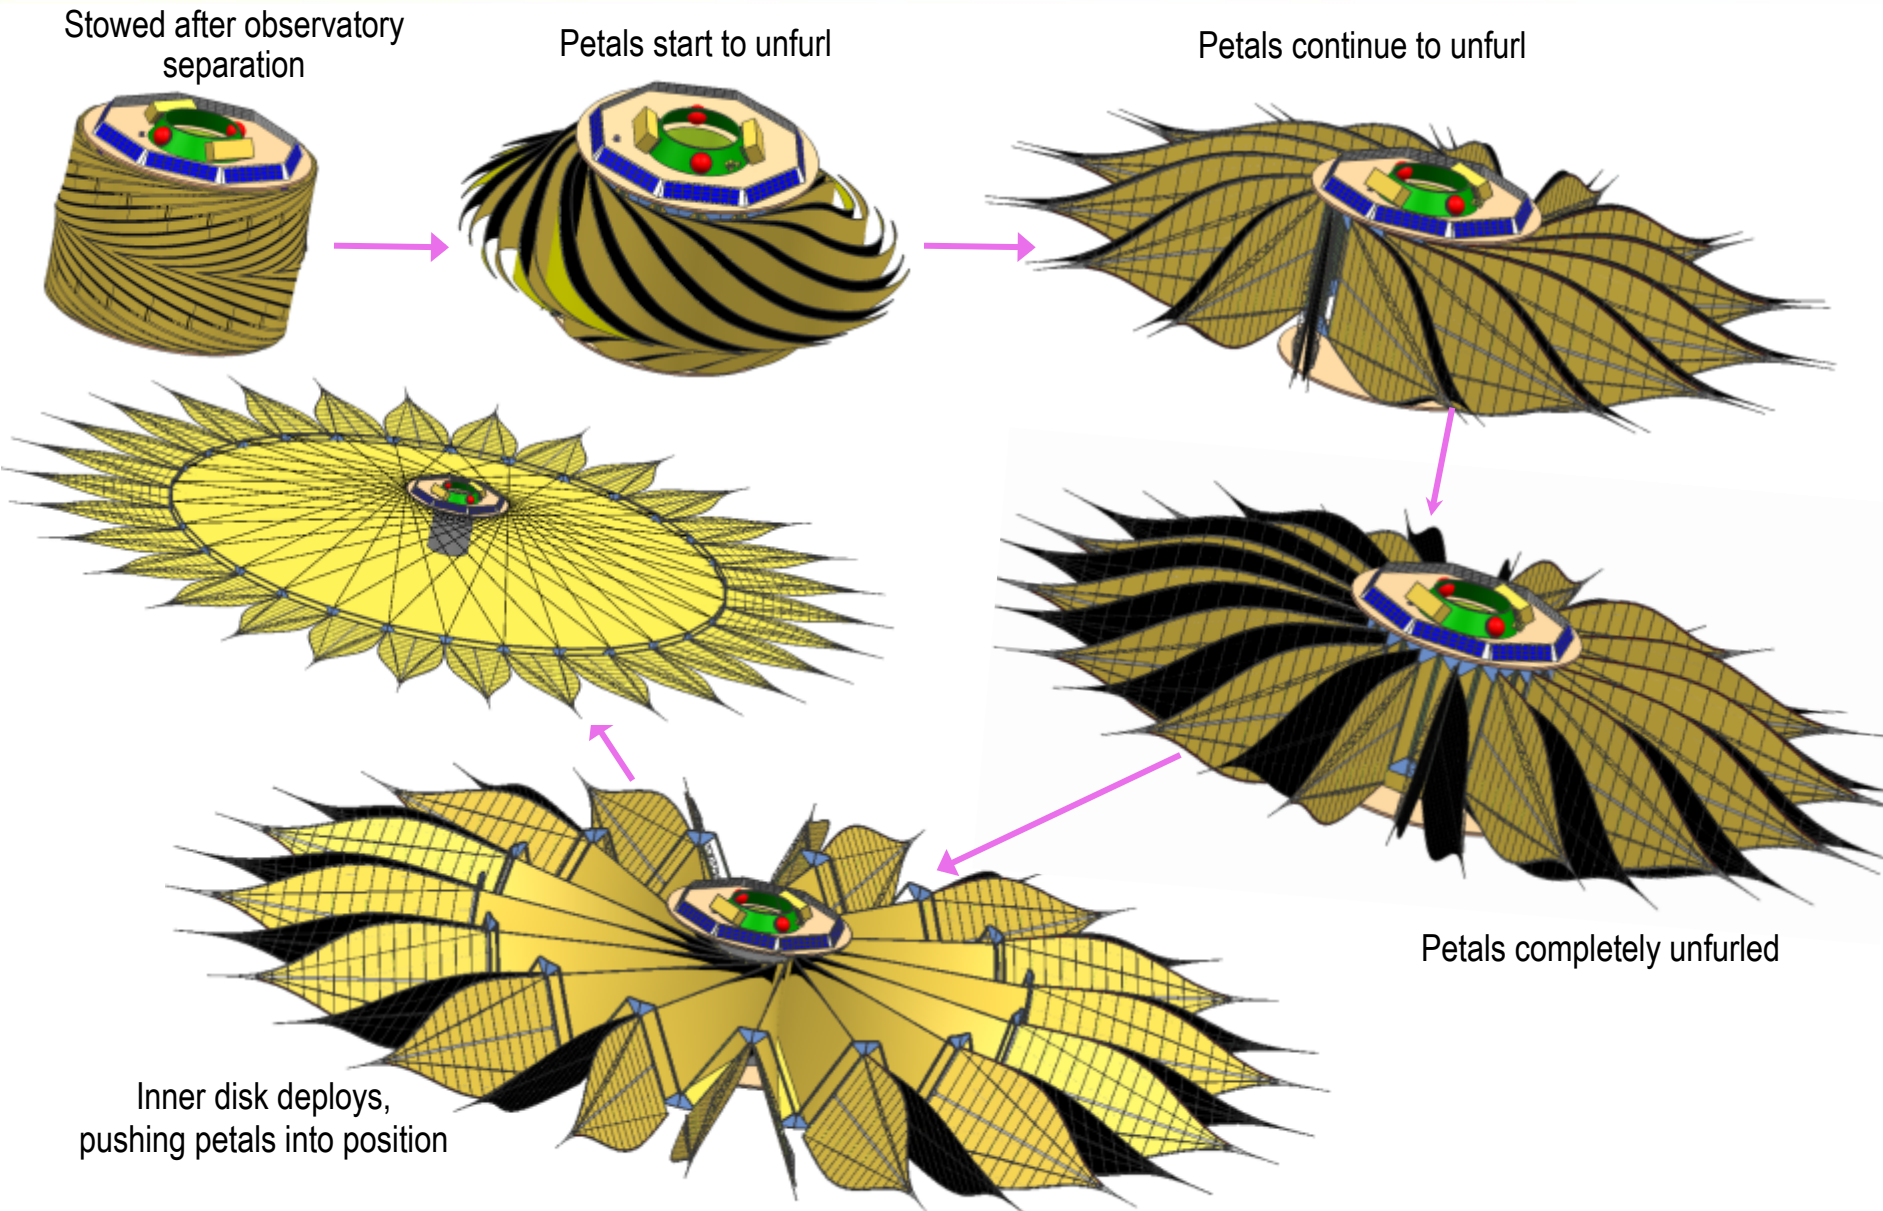 Stowed after observatory
separation
Petals start to unfurl
Petals continue to unfurl
Petals completely unfurled
Inner disk deploys,
pushing petals into position